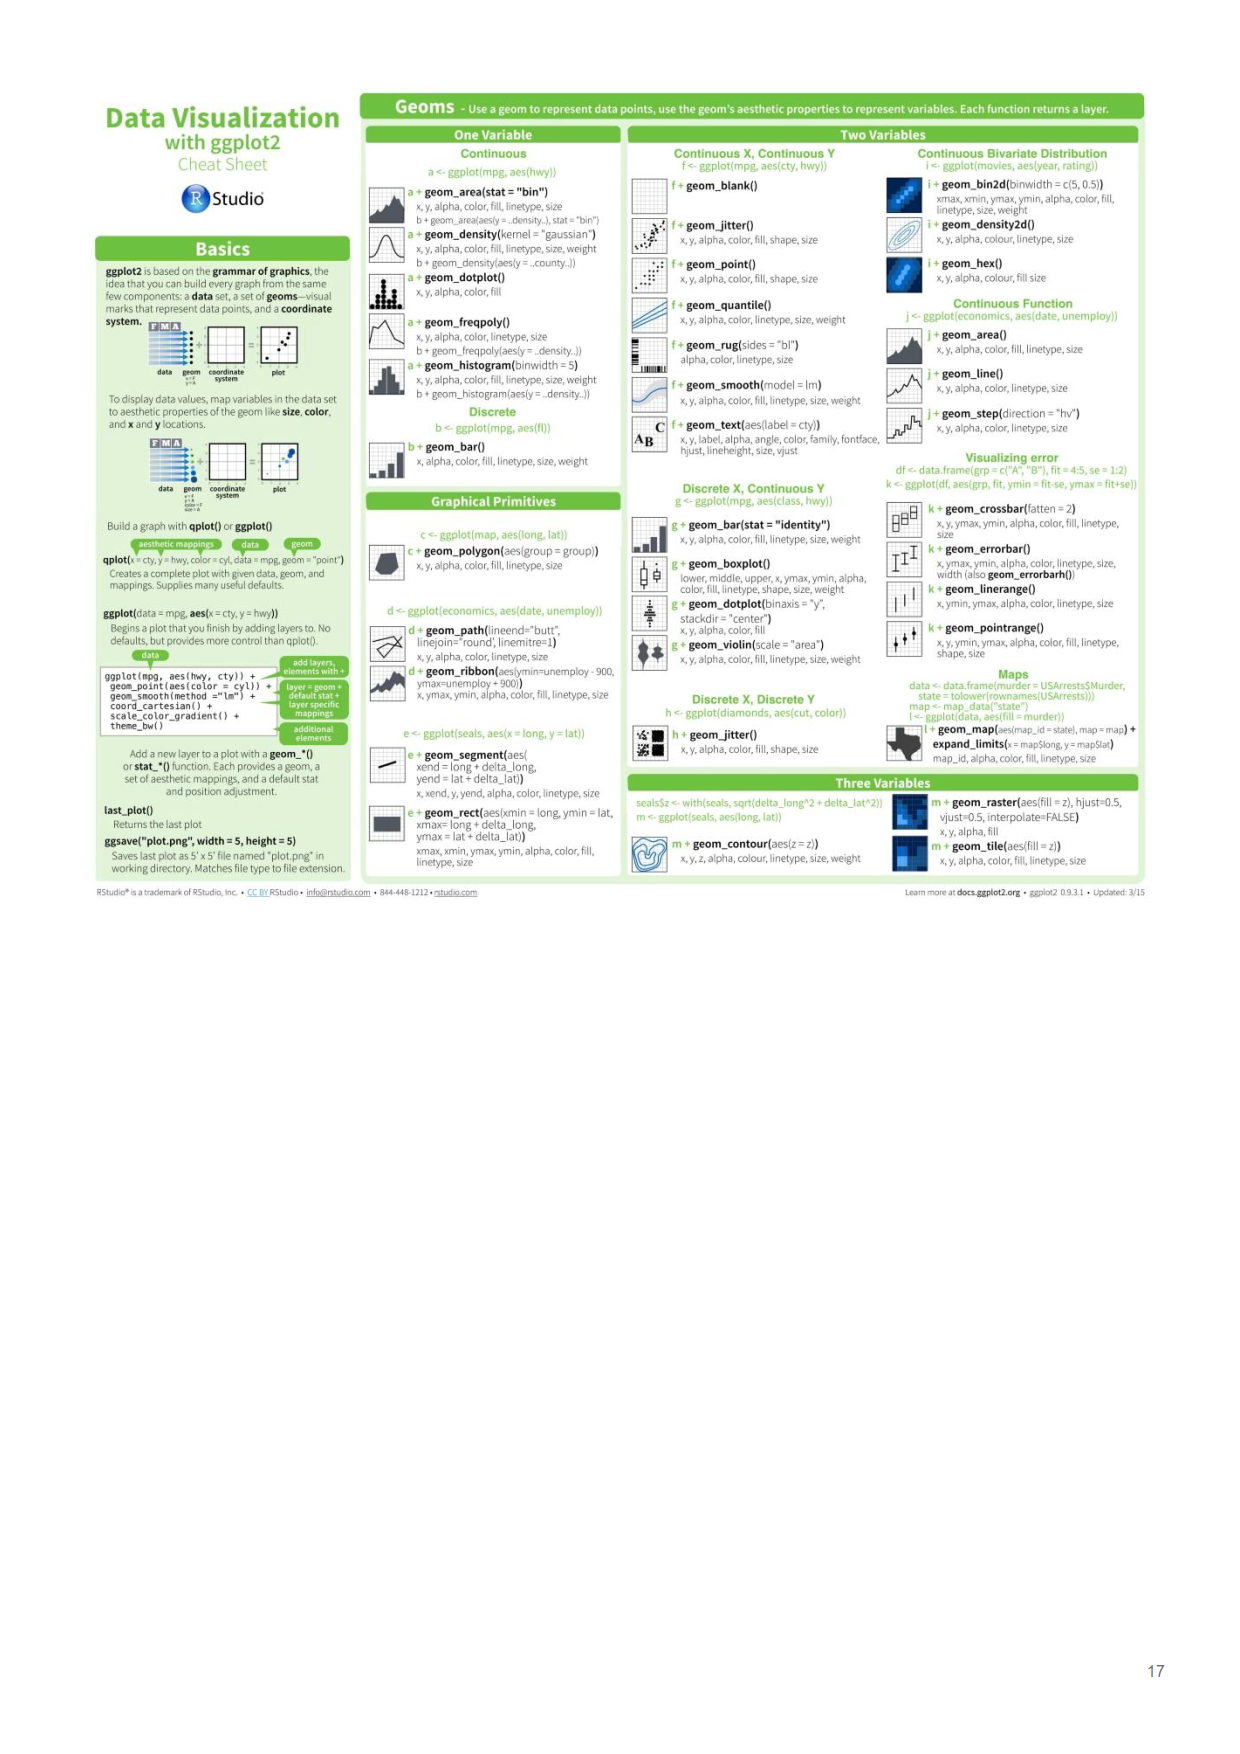 Data Visualization
with ggplot2
Cheat Sheet
R Studio
Basics
ggplot2 is based on the grammar of graphics, the
idea that you can build every graph from the same
few components: a data set, a set of geoms—visual
marks that represent data points, and a coordinate
system.
F M A
data geom coordinate system plot
To display data values, map variables in the data set
to aesthetic properties of the geom like size, color,
and x and y locations.
F M A
data geom coordinate system plot
Build a graph with qplot() or ggplot()
aesthetic mappings data geom
qplot(x = cty, y = hwy, color = cyl, data = mpg, geom = "point")
Creates a complete plot with given data, geom, and
mappings. Supplies many useful defaults.
ggplot(data = mpg, aes(x = cty, y = hwy))
Begins a plot that you finish by adding layers to. No
defaults, but provides more control than qplot().
data
ggplot(mpg, aes(hwy, cty)) +
geom_point(aes(color = cyl)) +
geom_smooth(method ="lm") +
coord_cartesian() +
scale_color_gradient() +
theme_bw()
add layers,
elements with +
layer = geom +
default stat +
layer specific
mappings
additional
elements
Add a new layer to a plot with a geom_*()
or stat_*() function. Each provides a geom, a
set of aesthetic mappings, and a default stat
and position adjustment.
last_plot()
Returns the last plot
ggsave("plot.png", width = 5, height = 5)
Saves last plot as 5' x 5' file named "plot.png" in
working directory. Matches file type to file extension.
Geoms - Use a geom to represent data points, use the geom's aesthetic properties to represent variables. Each function returns a layer.
One Variable
Continuous
a <- ggplot(mpg, aes(hwy))
a + geom_area(stat = "bin")
x, y, alpha, color, fill, linetype, size
b + geom_area(aes(y = ..density..), stat = "bin")
a + geom_density(kernel = "gaussian")
x, y, alpha, color, fill, linetype, size, weight
b + geom_density(aes(y = ..county..))
a + geom_dotplot()
x, y, alpha, color, fill
a + geom_freqpoly()
x, y, alpha, color, linetype, size
b + geom_freqpoly(aes(y = ..density..))
a + geom_histogram(binwidth = 5)
x, y, alpha, color, fill, linetype, size, weight
b + geom_histogram(aes(y = ..density..))
Discrete
b <- ggplot(mpg, aes(fl))
b + geom_bar()
x, alpha, color, fill, linetype, size, weight
Graphical Primitives
c <- ggplot(map, aes(long, lat))
c + geom_polygon(aes(group = group))
x, y, alpha, color, fill, linetype, size
d <- ggplot(economics, aes(date, unemploy))
d + geom_path(lineend="butt",
linejoin="round', linemitre=1)
x, y, alpha, color, linetype, size
d + geom_ribbon(aes(ymin=unemploy - 900,
ymax=unemploy + 900))
x, ymax, ymin, alpha, color, fill, linetype, size
e <- ggplot(seals, aes(x = long, y = lat))
e + geom_segment(aes(
xend = long + delta_long,
yend = lat + delta_lat))
x, xend, y, yend, alpha, color, linetype, size
e + geom_rect(aes(xmin = long, ymin = lat,
xmax= long + delta_long,
ymax = lat + delta_lat))
xmax, xmin, ymax, ymin, alpha, color, fill,
linetype, size
Two Variables
Continuous X, Continuous Y
f <- ggplot(mpg, aes(cty, hwy))
f + geom_blank()
f + geom_jitter()
x, y, alpha, color, fill, shape, size
f + geom_point()
x, y, alpha, color, fill, shape, size
f + geom_quantile()
x, y, alpha, color, linetype, size, weight
f + geom_rug(sides = "bl")
alpha, color, linetype, size
f + geom_smooth(model = lm)
x, y, alpha, color, fill, linetype, size, weight
C
AB
f + geom_text(aes(label = cty))
x, y, label, alpha, angle, color, family, fontface,
hjust, lineheight, size, vjust
Discrete X, Continuous Y
g <- ggplot(mpg, aes(class, hwy))
g + geom_bar(stat = "identity")
x, y, alpha, color, fill, linetype, size, weight
g + geom_boxplot()
lower, middle, upper, x, ymax, ymin, alpha,
color, fill, linetype, shape, size, weight
g + geom_dotplot(binaxis = "y",
stackdir = "center")
x, y, alpha, color, fill
g + geom_violin(scale = "area")
x, y, alpha, color, fill, linetype, size, weight
Discrete X, Discrete Y
h <- ggplot(diamonds, aes(cut, color))
h + geom_jitter()
x, y, alpha, color, fill, shape, size
Continuous Bivariate Distribution
i <- ggplot(movies, aes(year, rating))
i + geom_bin2d(binwidth = c(5, 0.5))
xmax, xmin, ymax, ymin, alpha, color, fill,
linetype, size, weight
i + geom_density2d()
x, y, alpha, colour, linetype, size
i + geom_hex()
x, y, alpha, colour, fill size
Continuous Function
j <- ggplot(economics, aes(date, unemploy))
j + geom_area()
x, y, alpha, color, fill, linetype, size
j + geom_line()
x, y, alpha, color, linetype, size
j + geom_step(direction = "hv")
x, y, alpha, color, linetype, size
Visualizing error
df <- data.frame(grp = c("A", "B"), fit = 4:5, se = 1:2)
k <- ggplot(df, aes(grp, fit, ymin = fit-se, ymax = fit+se))
k + geom_crossbar(fatten = 2)
x, y, ymax, ymin, alpha, color, fill, linetype,
size
k + geom_errorbar()
x, ymax, ymin, alpha, color, linetype, size,
width (also geom_errorbarh())
k + geom_linerange()
x, ymin, ymax, alpha, color, linetype, size
k + geom_pointrange()
x, y, ymin, ymax, alpha, color, fill, linetype,
shape, size
Maps
data <- data.frame(murder = USArrests$Murder,
state = tolower(rownames(USArrests)))
map <- map_data("state")
l <- ggplot(data, aes(fill = murder))
l + geom_map(aes(map_id = state), map = map) +
expand_limits(x = map$long, y = map$lat)
map_id, alpha, color, fill, linetype, size
Three Variables
seals$z <- with(seals, sqrt(delta_long^2 + delta_lat^2))
m <- ggplot(seals, aes(long, lat))
m + geom_contour(aes(z = z))
x, y, z, alpha, colour, linetype, size, weight
m + geom_raster(aes(fill = z), hjust=0.5,
vjust=0.5, interpolate=FALSE)
x, y, alpha, fill
m + geom_tile(aes(fill = z))
x, y, alpha, color, fill, linetype, size
RStudio® is a trademark of RStudio, Inc. • CC BY RStudio • info@rstudio.com • 844-448-1212 • rstudio.com
Learn more at docs.ggplot2.org • ggplot2 0.9.3.1 • Updated: 3/15
17